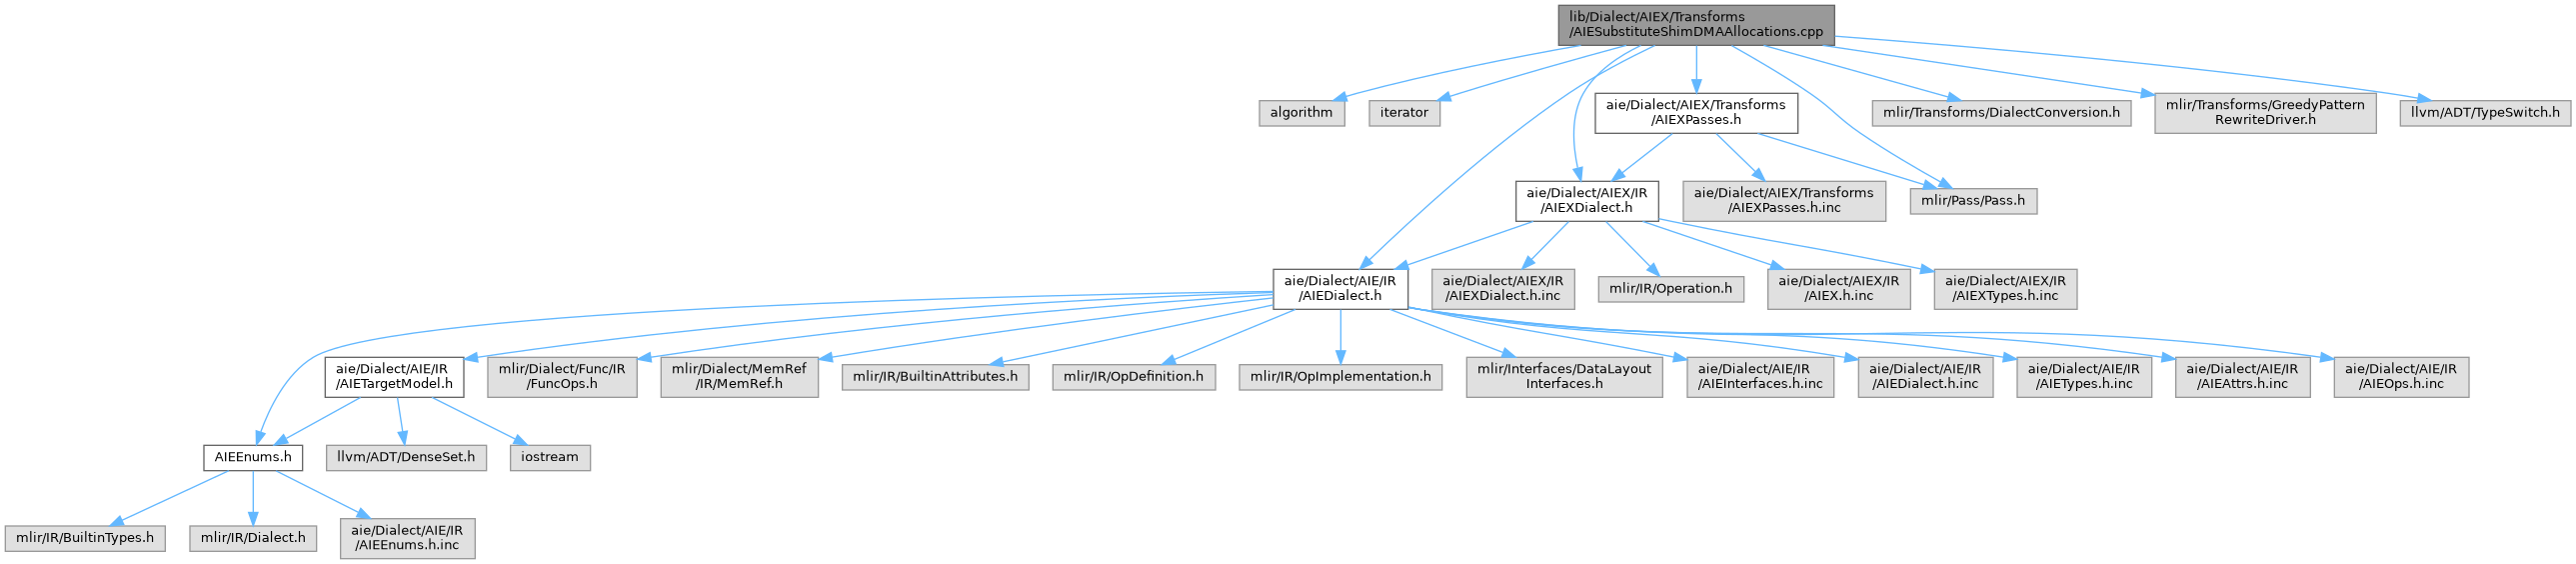 lib/Dialect/AIEX/Transforms
/AIESubstituteShimDMAAllocations.cpp
algorithm
iterator
aie/Dialect/AIEX/Transforms
/AIEXPasses.h
mlir/Transforms/DialectConversion.h
mlir/Transforms/GreedyPattern
RewriteDriver.h
llvm/ADT/TypeSwitch.h
aie/Dialect/AIEX/IR
/AIEXDialect.h
aie/Dialect/AIEX/Transforms
/AIEXPasses.h.inc
mlir/Pass/Pass.h
aie/Dialect/AIE/IR
/AIEDialect.h
aie/Dialect/AIEX/IR
/AIEXDialect.h.inc
mlir/IR/Operation.h
aie/Dialect/AIEX/IR
/AIEX.h.inc
aie/Dialect/AIEX/IR
/AIEXTypes.h.inc
aie/Dialect/AIE/IR
/AIETargetModel.h
mlir/Dialect/Func/IR
/FuncOps.h
mlir/Dialect/MemRef
/IR/MemRef.h
mlir/IR/BuiltinAttributes.h
mlir/IR/OpDefinition.h
mlir/IR/OpImplementation.h
mlir/Interfaces/DataLayout
Interfaces.h
aie/Dialect/AIE/IR
/AIEInterfaces.h.inc
aie/Dialect/AIE/IR
/AIEDialect.h.inc
aie/Dialect/AIE/IR
/AIETypes.h.inc
aie/Dialect/AIE/IR
/AIEAttrs.h.inc
aie/Dialect/AIE/IR
/AIEOps.h.inc
AIEEnums.h
llvm/ADT/DenseSet.h
iostream
mlir/IR/BuiltinTypes.h
mlir/IR/Dialect.h
aie/Dialect/AIE/IR
/AIEEnums.h.inc